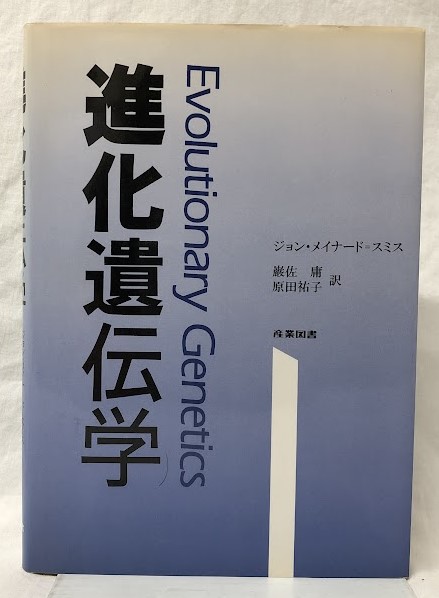 進化遺伝学
Evolutionary Genetics
ジョン・メイナード=スミス
巌佐 庸
原田祐子 訳
産業図書